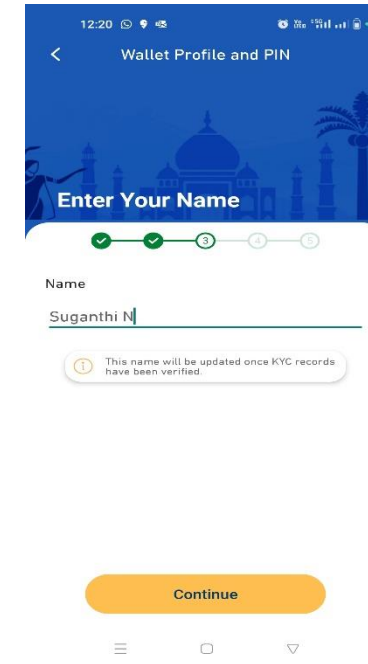 12:20
Wallet Profile and PIN
Enter Your Name
3 4 5
Name
Suganthi N
This name will be updated once KYC records
have been verified.
Continue